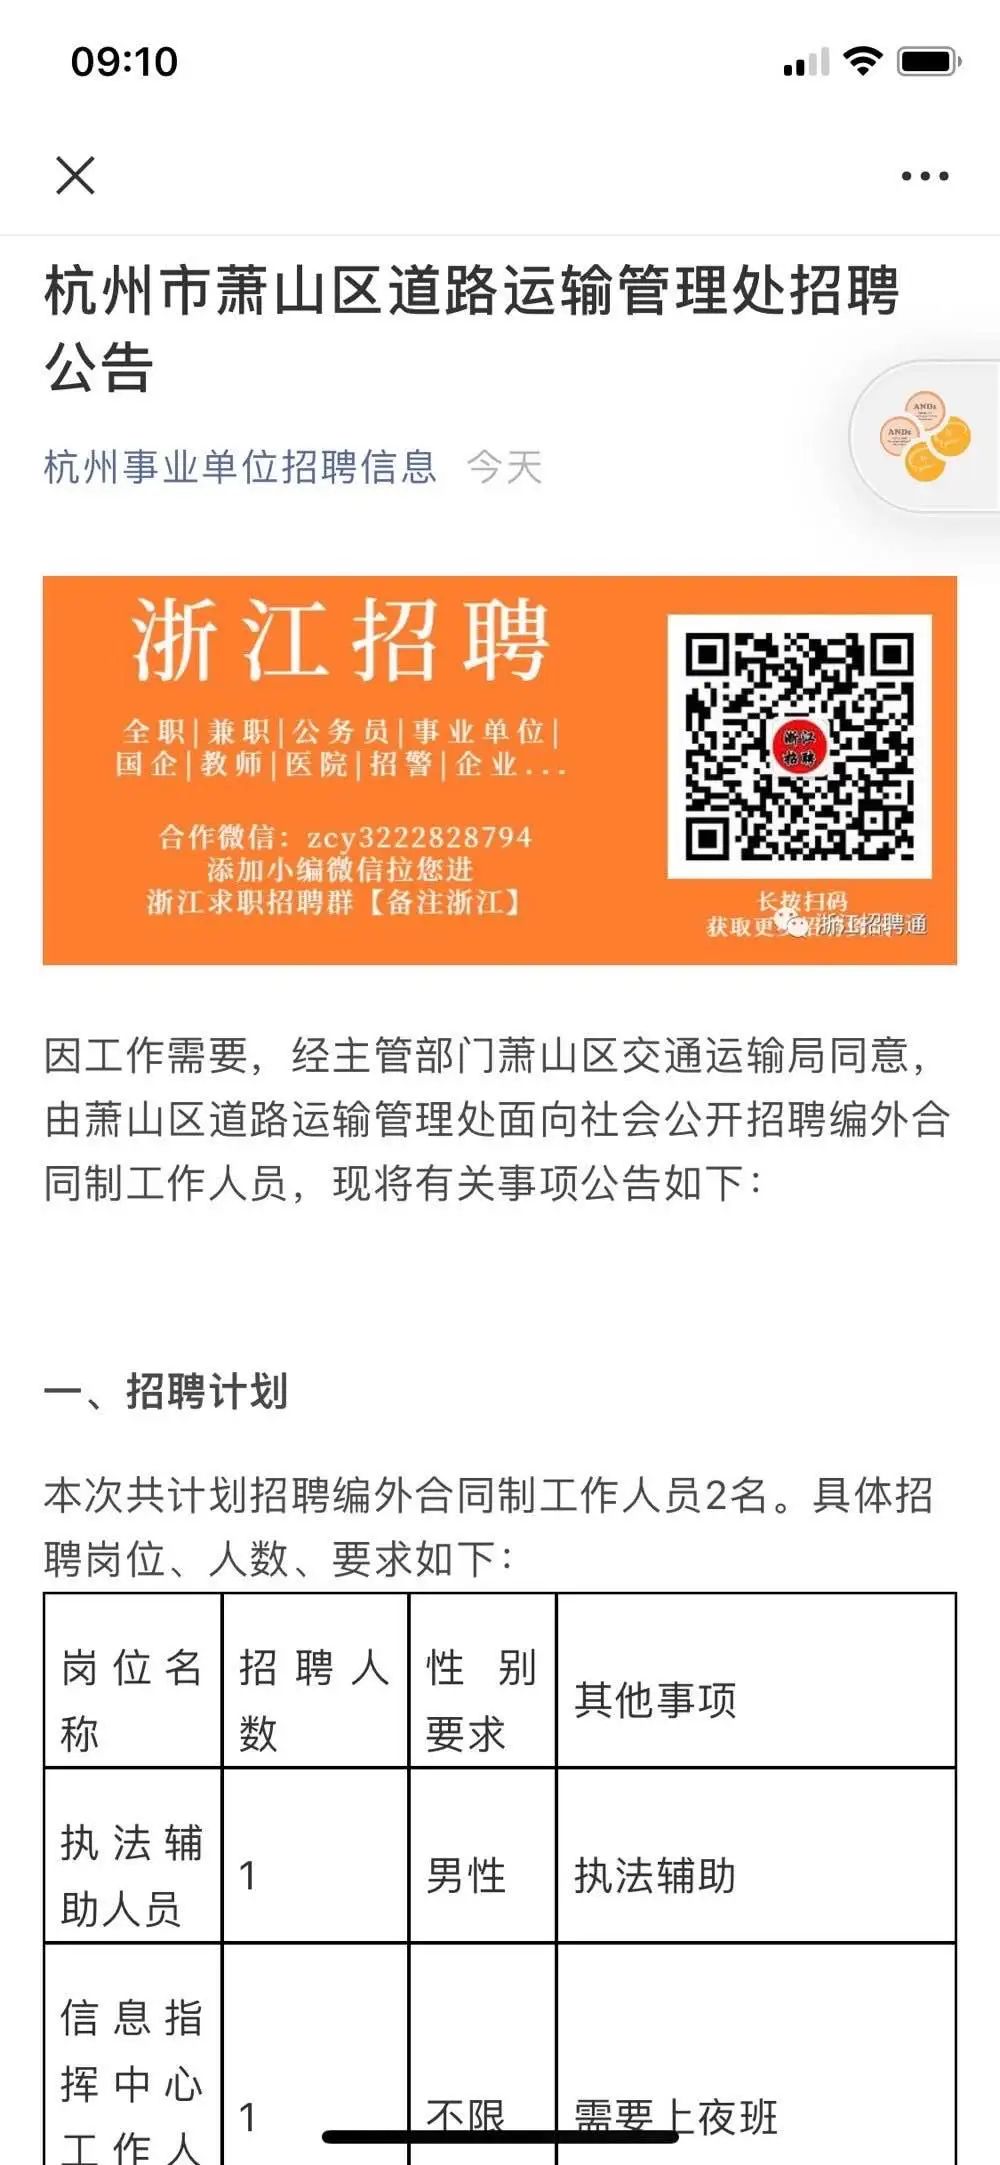 09:10
杭州市萧山区道路运输管理处招聘
公告
杭州事业单位招聘信息 今天
ANDs
ANDs
浙江招聘
全职|兼职|公务员|事业单位|
国企|教师|医院|招警|企业...
合作微信：zcy3222828794
添加小编微信拉您进
浙江求职招聘群【备注浙江】
浙江
招聘
长按扫码
获取更
浙江招聘通
因工作需要，经主管部门萧山区交通运输局同意，
由萧山区道路运输管理处面向社会公开招聘编外合
同制工作人员，现将有关事项公告如下：
一、招聘计划
本次共计划招聘编外合同制工作人员2名。具体招
聘岗位、人数、要求如下：
岗位名
称
招聘人
数
性别
要求
其他事项
执法辅
助人员
1
男性
执法辅助
信息指
挥中心
工作人
1
不限
需要上夜班